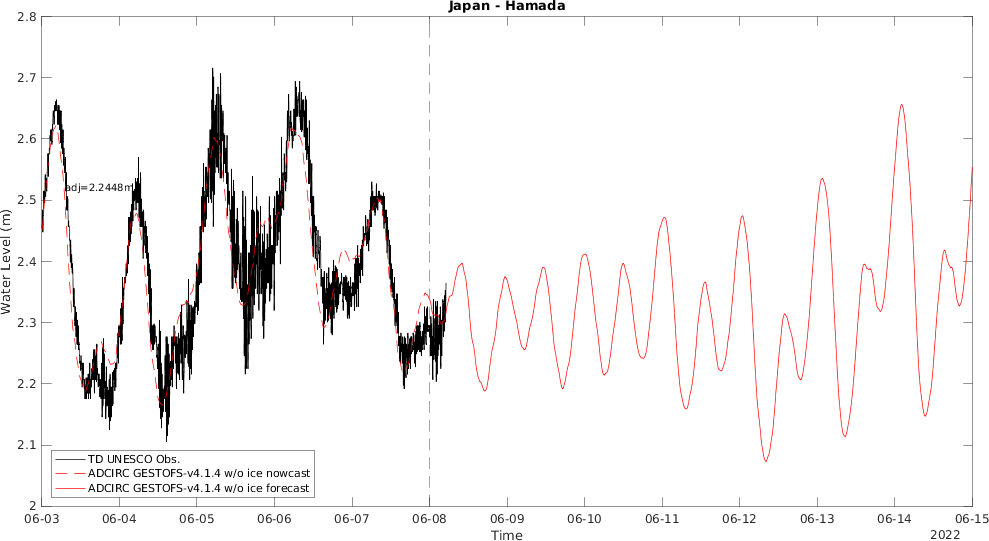 Japan - Hamada
2.8
2.7
2.6
2.5
2.4
2.3
2.2
2.1
2
Water Level (m)
adj=2.2448m
TD UNESCO Obs.
ADCIRC GESTOFS-v4.1.4 w/o ice nowcast
ADCIRC GESTOFS-v4.1.4 w/o ice forecast
06-03 06-04 06-05 06-06 06-07 06-08 06-09 06-10 06-11 06-12 06-13 06-14 06-15
Time
2022